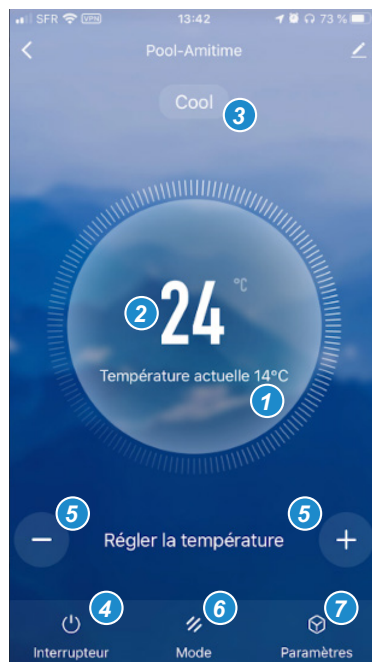 SFR VPN 13:42 73 %
Pool-Amitime
Cool
3
24 °C
2
Température actuelle 14°C
1
5 5
− Régler la température +
4 6 7
Interrupteur Mode Paramètres